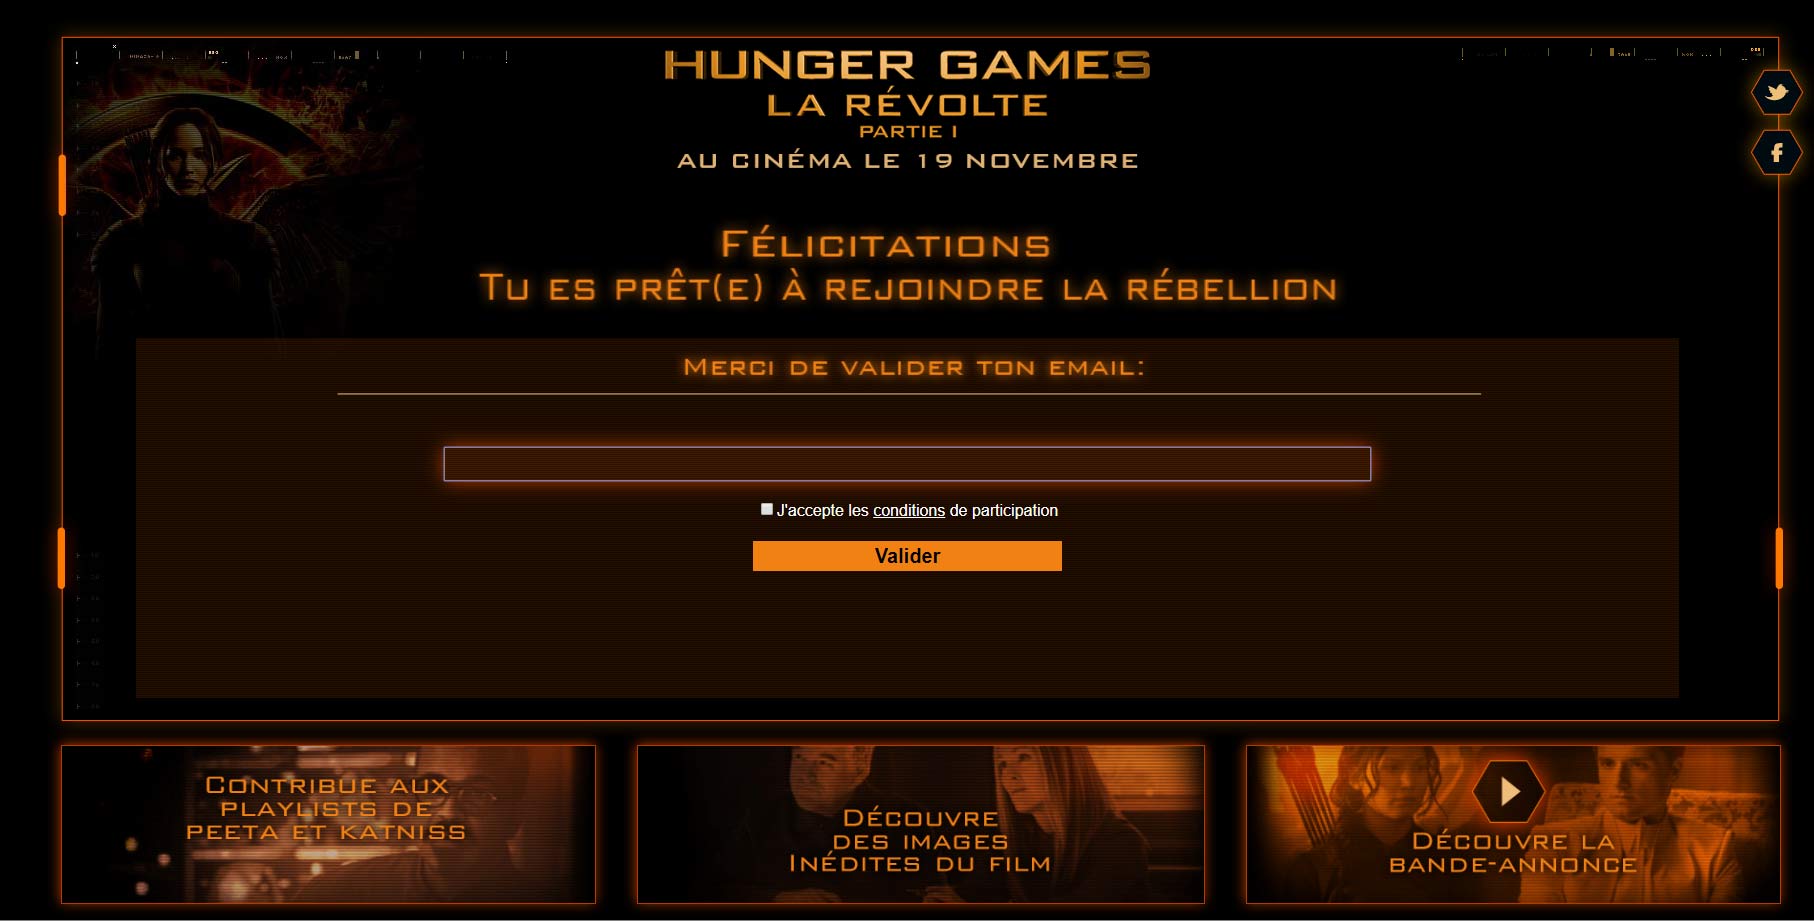 HUNGER GAMES
LA RÉVOLTE
PARTIE I
AU CINÉMA LE 19 NOVEMBRE
FÉLICITATIONS
TU ES PRÊT(E) À REJOINDRE LA RÉBELLION
MERCI DE VALIDER TON EMAIL:
J'accepte les conditions de participation
Valider
CONTRIBUE AUX
PLAYLISTS DE
PEETA ET KATNISS
DÉCOUVRE
DES IMAGES
INÉDITES DU FILM
DÉCOUVRE LA
BANDE-ANNONCE